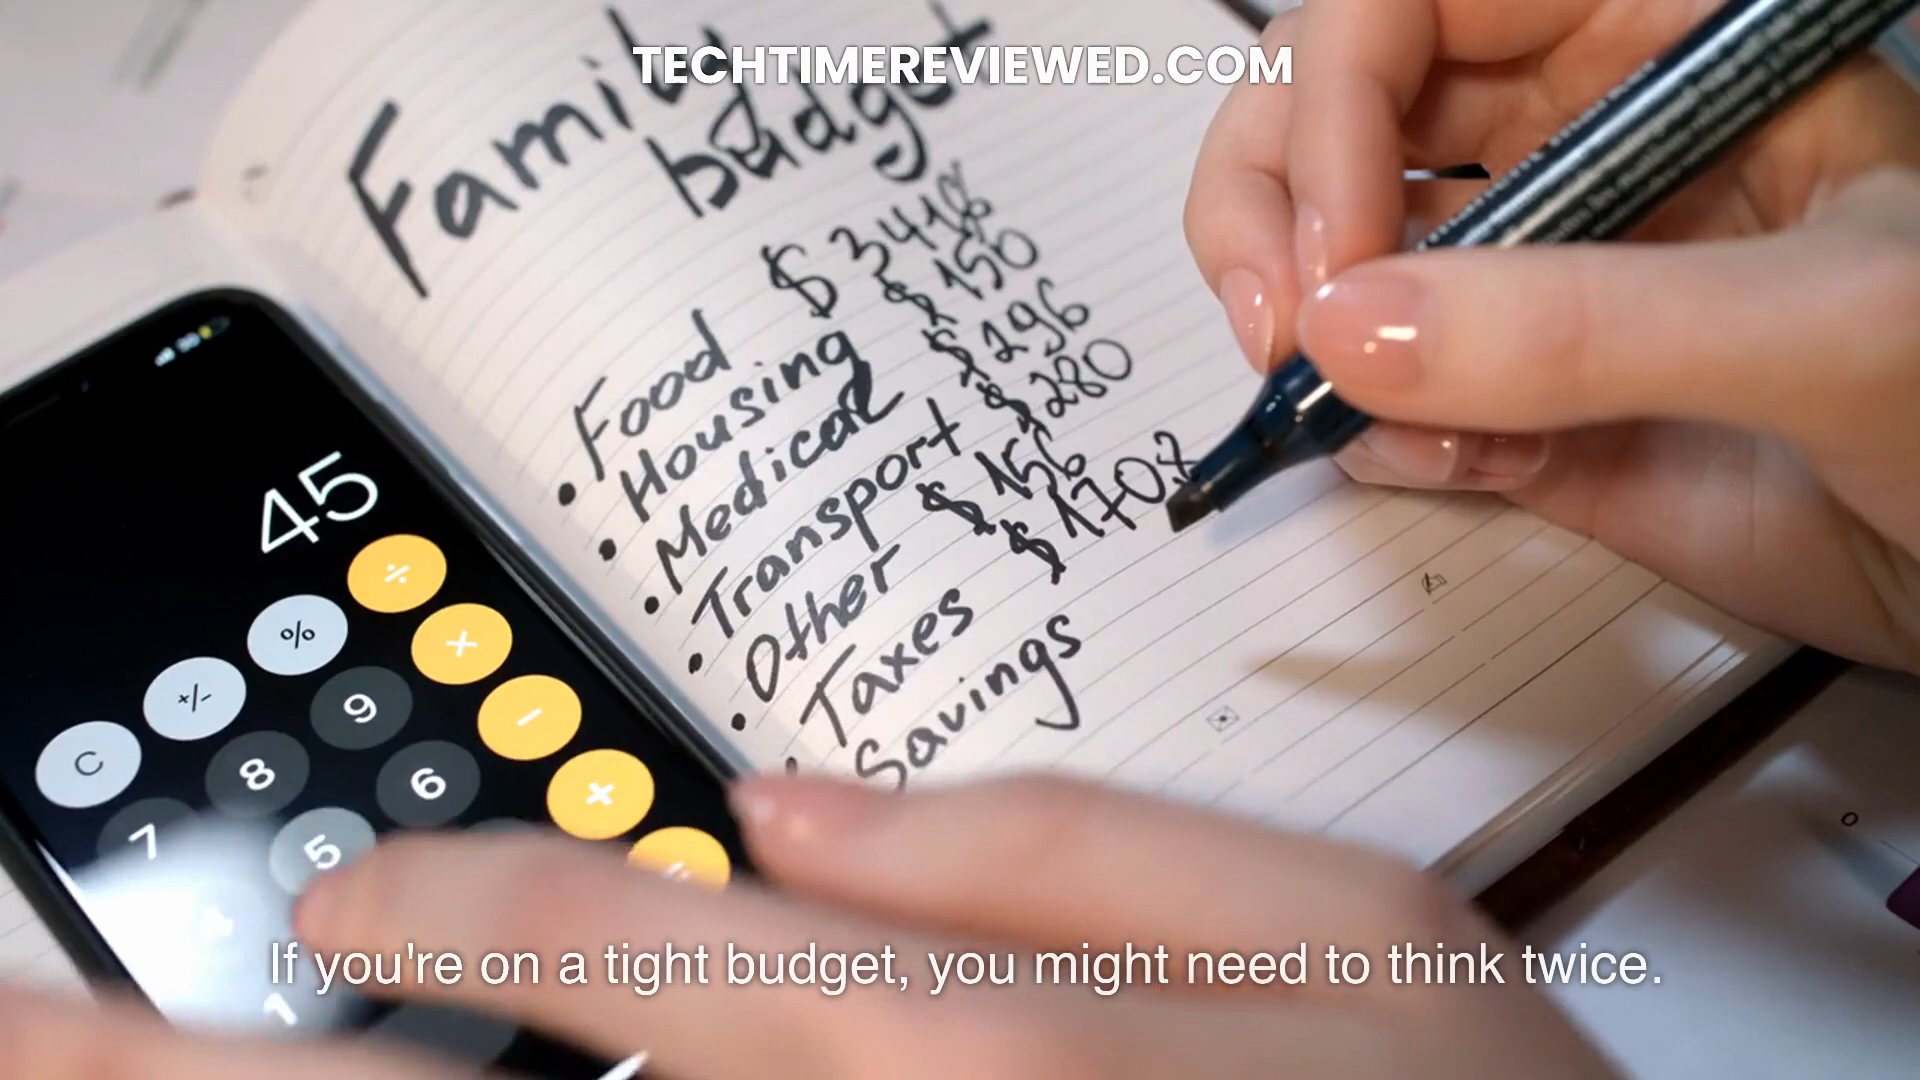 TECHTIMEREVIEWED.COM
Family
budget
Food $ 3418
Housing $ 150
Medical $ 296
Transport $ 280
Other $ 156
Taxes $ 1708
Savings
45
÷
% ×
+/- 9 −
C 8 6 +
7 5
1
If you're on a tight budget, you might need to think twice.